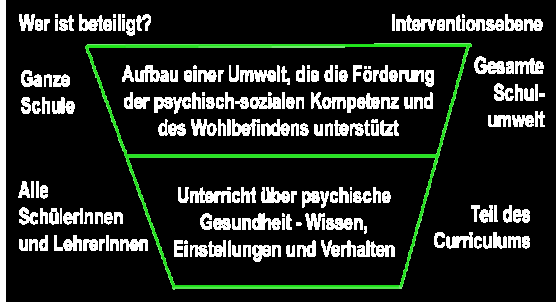 Wer ist beteiligt?
Interventionsebene
Ganze
Schule
Aufbau einer Umwelt, die die Förderung
der psychisch-sozialen Kompetenz und
des Wohlbefindens unterstützt
Gesamte
Schul-
umwelt
Alle
SchülerInnen
und LehrerInnen
Unterricht über psychische
Gesundheit - Wissen,
Einstellungen und Verhalten
Teil des
Curriculums